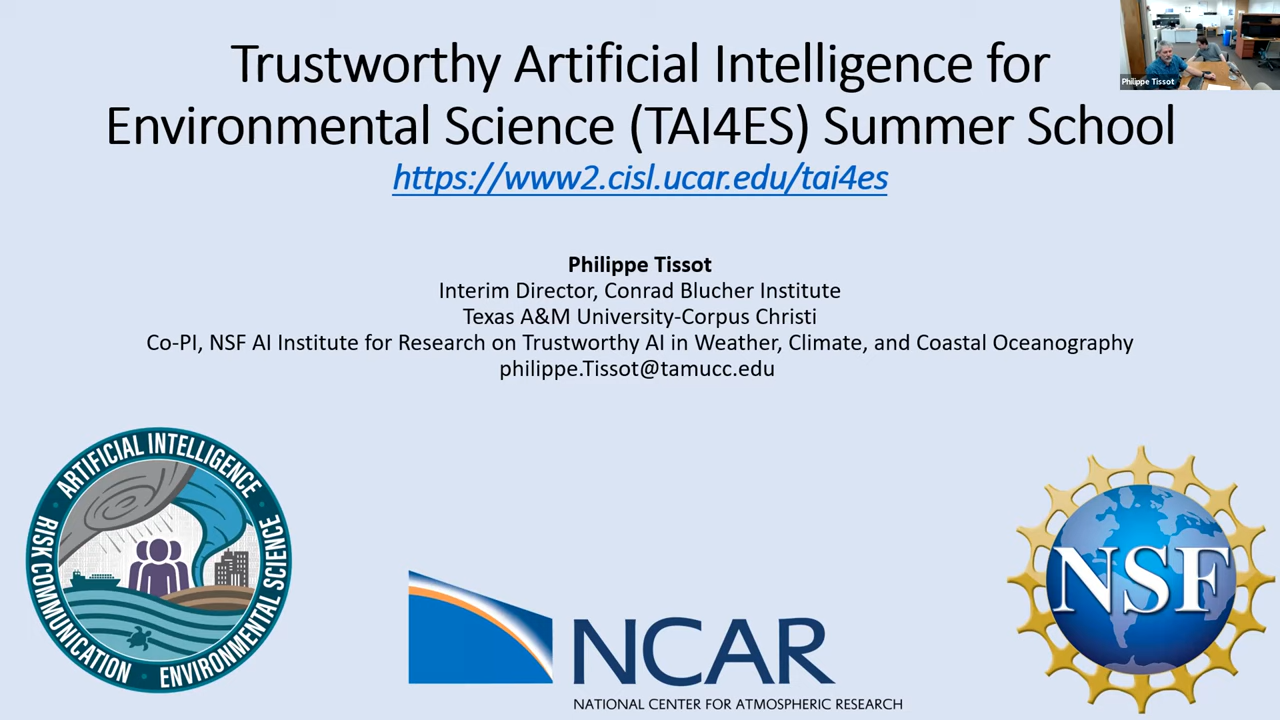 Trustworthy Artificial Intelligence for
Environmental Science (TAI4ES) Summer School
https://www2.cisl.ucar.edu/tai4es
Philippe Tissot
Philippe Tissot
Interim Director, Conrad Blucher Institute
Texas A&M University-Corpus Christi
Co-PI, NSF AI Institute for Research on Trustworthy AI in Weather, Climate, and Coastal Oceanography
philippe.Tissot@tamucc.edu
ARTIFICIAL INTELLIGENCE
RISK COMMUNICATION
ENVIRONMENTAL SCIENCE
NCAR
NATIONAL CENTER FOR ATMOSPHERIC RESEARCH
NSF